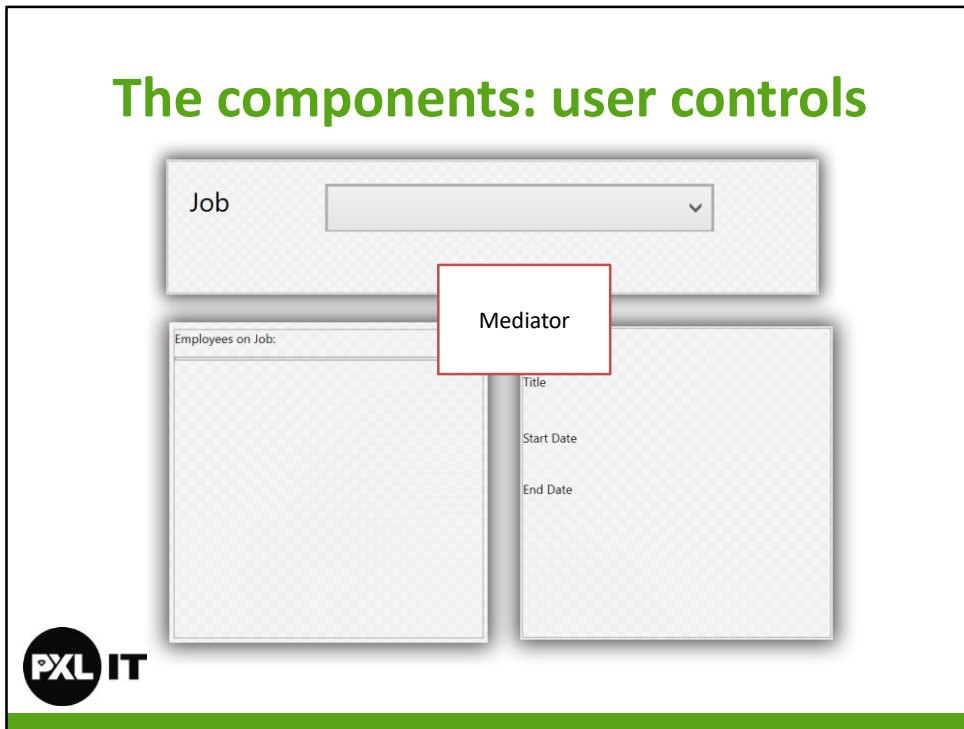 The components: user controls
Job
Mediator
Employees on Job:
Title
Start Date
End Date
PXL IT